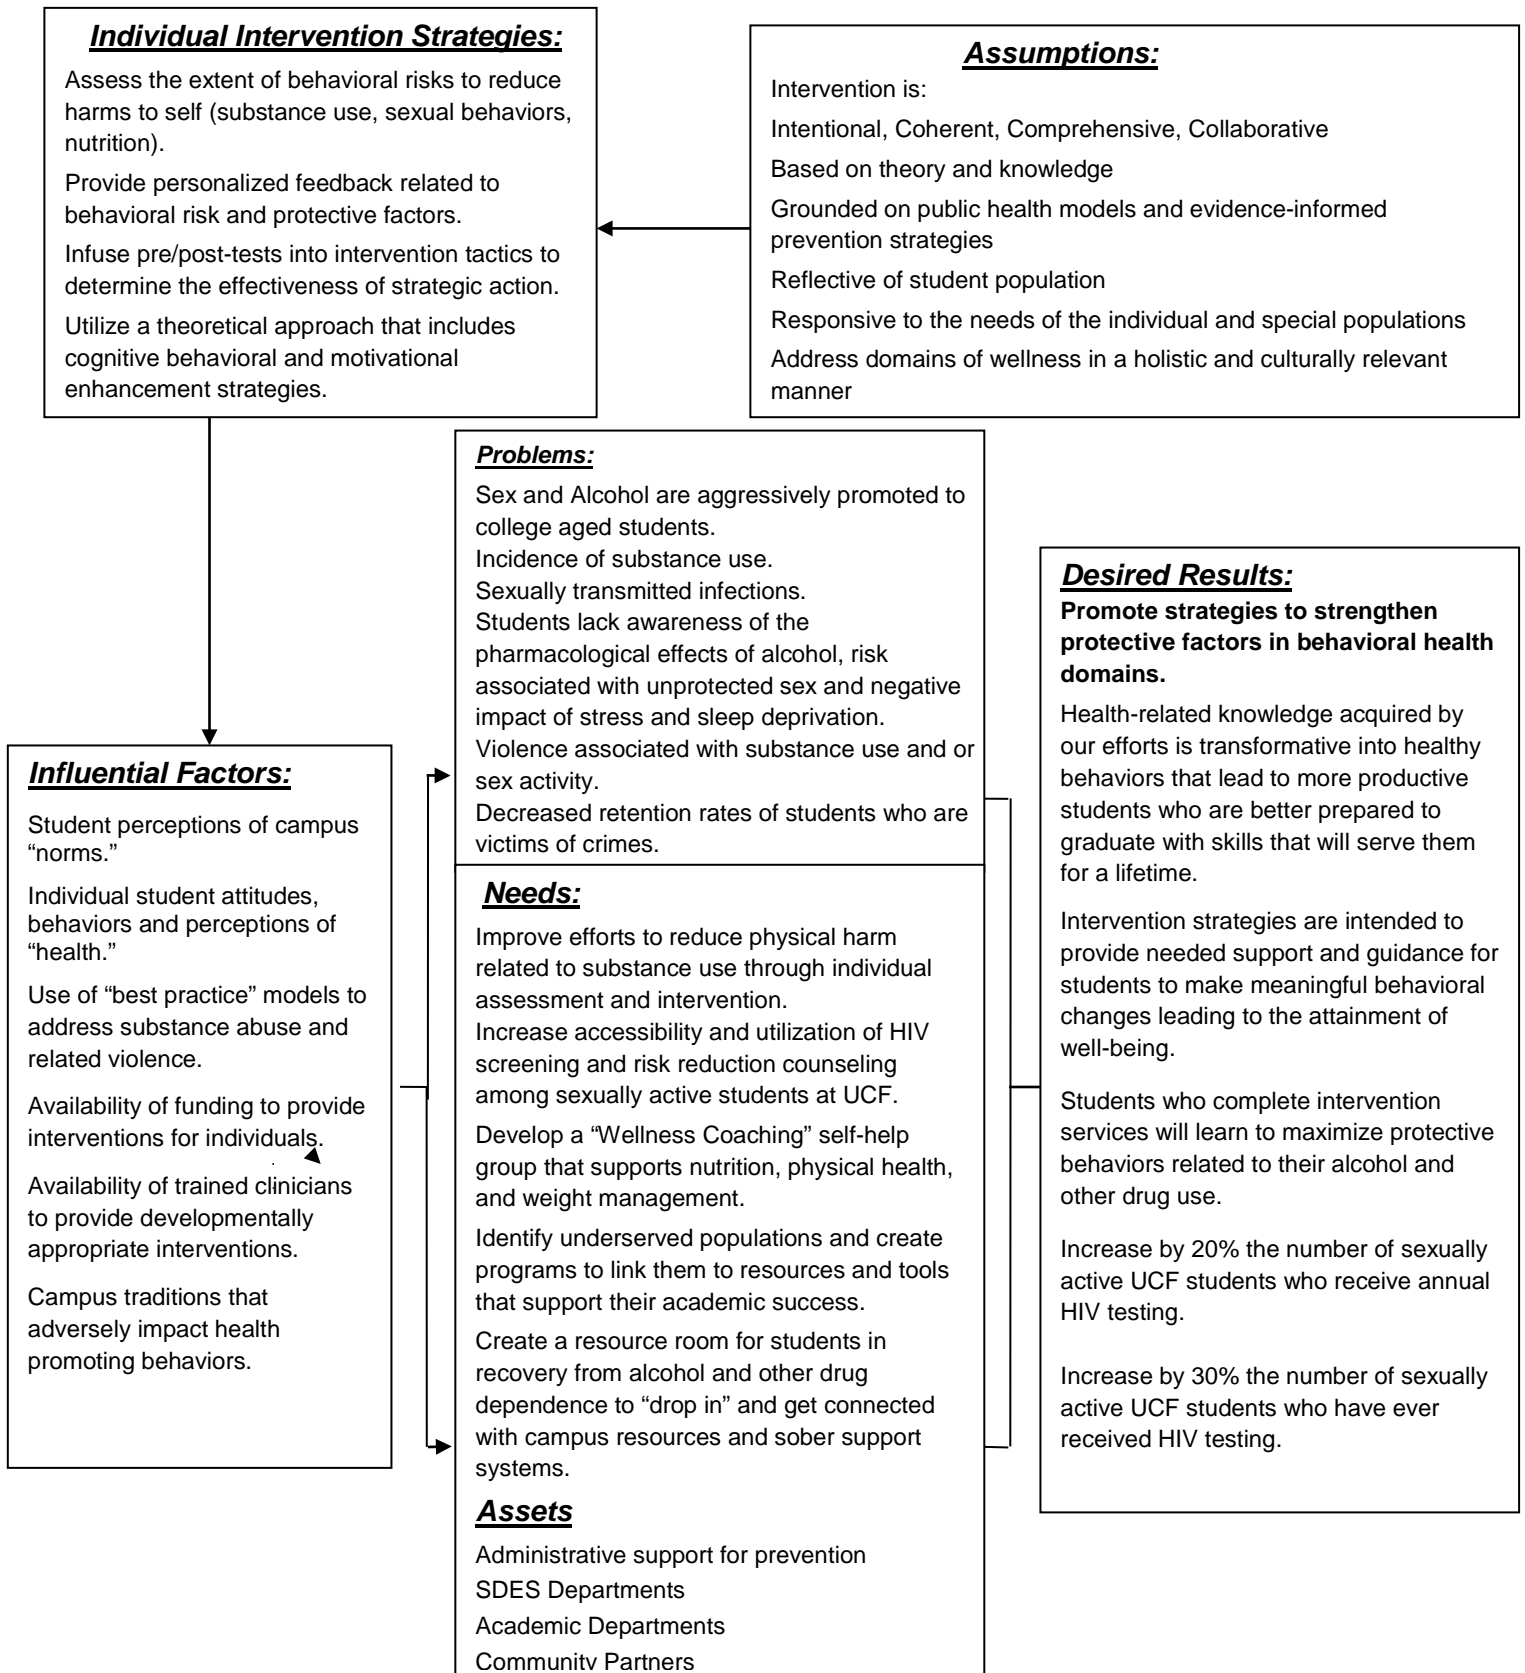 Individual Intervention Strategies:
Assess the extent of behavioral risks to reduce
harms to self (substance use, sexual behaviors,
nutrition).
Provide personalized feedback related to
behavioral risk and protective factors.
Infuse pre/post-tests into intervention tactics to
determine the effectiveness of strategic action.
Utilize a theoretical approach that includes
cognitive behavioral and motivational
enhancement strategies.
Assumptions:
Intervention is:
Intentional, Coherent, Comprehensive, Collaborative
Based on theory and knowledge
Grounded on public health models and evidence-informed
prevention strategies
Reflective of student population
Responsive to the needs of the individual and special populations
Address domains of wellness in a holistic and culturally relevant
manner
Influential Factors:
Student perceptions of campus
“norms.”
Individual student attitudes,
behaviors and perceptions of
“health.”
Use of “best practice” models to
address substance abuse and
related violence.
Availability of funding to provide
interventions for individuals.
Availability of trained clinicians
to provide developmentally
appropriate interventions.
Campus traditions that
adversely impact health
promoting behaviors.
Problems:
Sex and Alcohol are aggressively promoted to
college aged students.
Incidence of substance use.
Sexually transmitted infections.
Students lack awareness of the
pharmacological effects of alcohol, risk
associated with unprotected sex and negative
impact of stress and sleep deprivation.
Violence associated with substance use and or
sex activity.
Decreased retention rates of students who are
victims of crimes.
Needs:
Improve efforts to reduce physical harm
related to substance use through individual
assessment and intervention.
Increase accessibility and utilization of HIV
screening and risk reduction counseling
among sexually active students at UCF.
Develop a “Wellness Coaching” self-help
group that supports nutrition, physical health,
and weight management.
Identify underserved populations and create
programs to link them to resources and tools
that support their academic success.
Create a resource room for students in
recovery from alcohol and other drug
dependence to “drop in” and get connected
with campus resources and sober support
systems.
Assets
Administrative support for prevention
SDES Departments
Academic Departments
Community Partners
Desired Results:
Promote strategies to strengthen
protective factors in behavioral health
domains.
Health-related knowledge acquired by
our efforts is transformative into healthy
behaviors that lead to more productive
students who are better prepared to
graduate with skills that will serve them
for a lifetime.
Intervention strategies are intended to
provide needed support and guidance for
students to make meaningful behavioral
changes leading to the attainment of
well-being.
Students who complete intervention
services will learn to maximize protective
behaviors related to their alcohol and
other drug use.
Increase by 20% the number of sexually
active UCF students who receive annual
HIV testing.
Increase by 30% the number of sexually
active UCF students who have ever
received HIV testing.